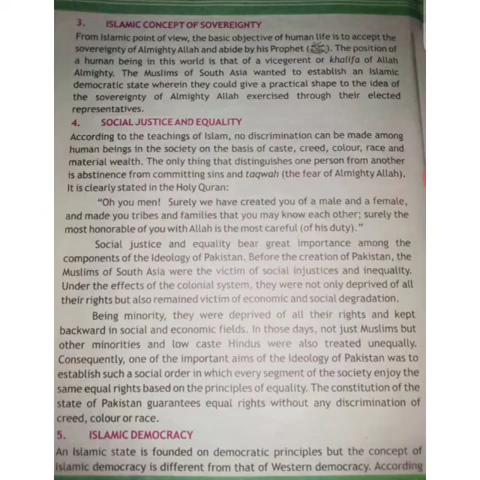 3. ISLAMIC CONCEPT OF SOVEREIGNTY
From Islamic point of view, the basic objective of human life is to accept the
sovereignty of Almighty Allah and abide by his Prophet (ﷺ). The position of
a human being in this world is that of a vicegerent or khalifa of Allah
Almighty. The Muslims of South Asia wanted to establish an Islamic
democratic state wherein they could give a practical shape to the idea of
the sovereignty of Almighty Allah exercised through their elected
representatives.
4. SOCIAL JUSTICE AND EQUALITY
According to the teachings of Islam, no discrimination can be made among
human beings in the society on the basis of caste, creed, colour, race and
material wealth. The only thing that distinguishes one person from another
is abstinence from committing sins and taqwah (the fear of Almighty Allah).
It is clearly stated in the Holy Quran:
"Oh you men! Surely we have created you of a male and a female,
and made you tribes and families that you may know each other; surely the
most honorable of you with Allah is the most careful (of his duty)."
Social justice and equality bear great importance among the
components of the Ideology of Pakistan. Before the creation of Pakistan, the
Muslims of South Asia were the victim of social injustices and inequality.
Under the effects of the colonial system, they were not only deprived of all
their rights but also remained victim of economic and social degradation.
Being minority, they were deprived of all their rights and kept
backward in social and economic fields. In those days, not just Muslims but
other minorities and low caste Hindus were also treated unequally.
Consequently, one of the important aims of the Ideology of Pakistan was to
establish such a social order in which every segment of the society enjoy the
same equal rights based on the principles of equality. The constitution of the
state of Pakistan guarantees equal rights without any discrimination of
creed, colour or race.
5. ISLAMIC DEMOCRACY
An Islamic state is founded on democratic principles but the concept of
Islamic democracy is different from that of Western democracy. According